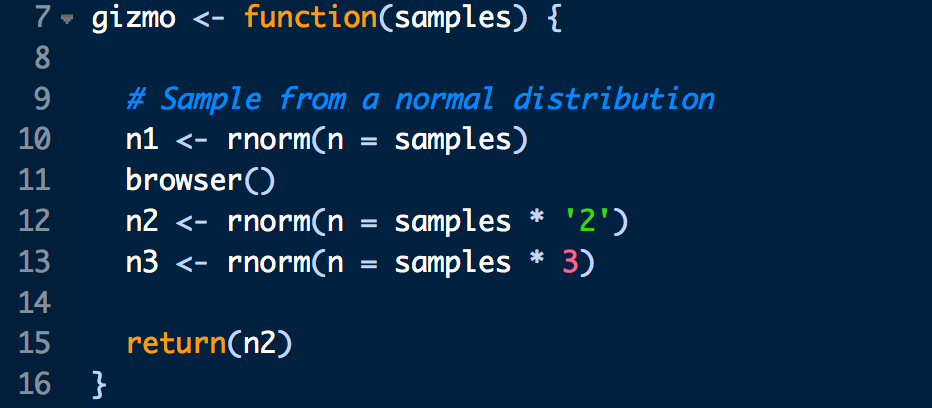 7 gizmo <- function(samples) {
8
9 # Sample from a normal distribution
10 n1 <- rnorm(n = samples)
11 browser()
12 n2 <- rnorm(n = samples * '2')
13 n3 <- rnorm(n = samples * 3)
14
15 return(n2)
16 }